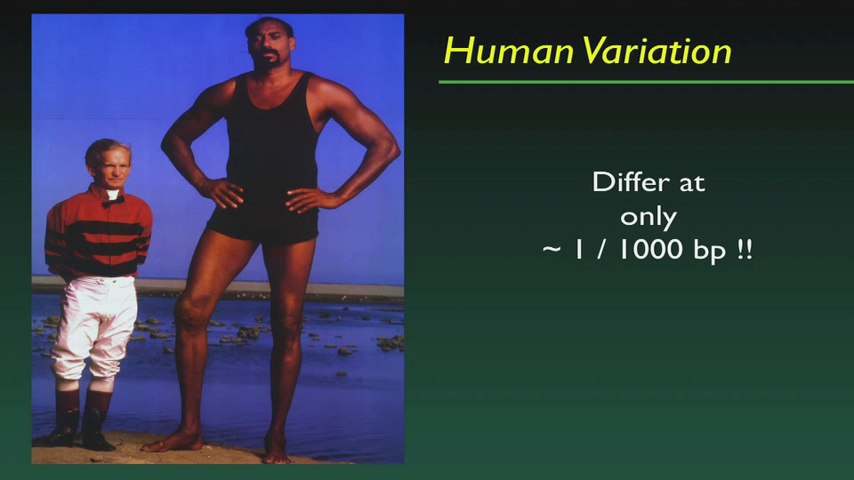 Human Variation
Differ at
only
~ 1 / 1000 bp !!